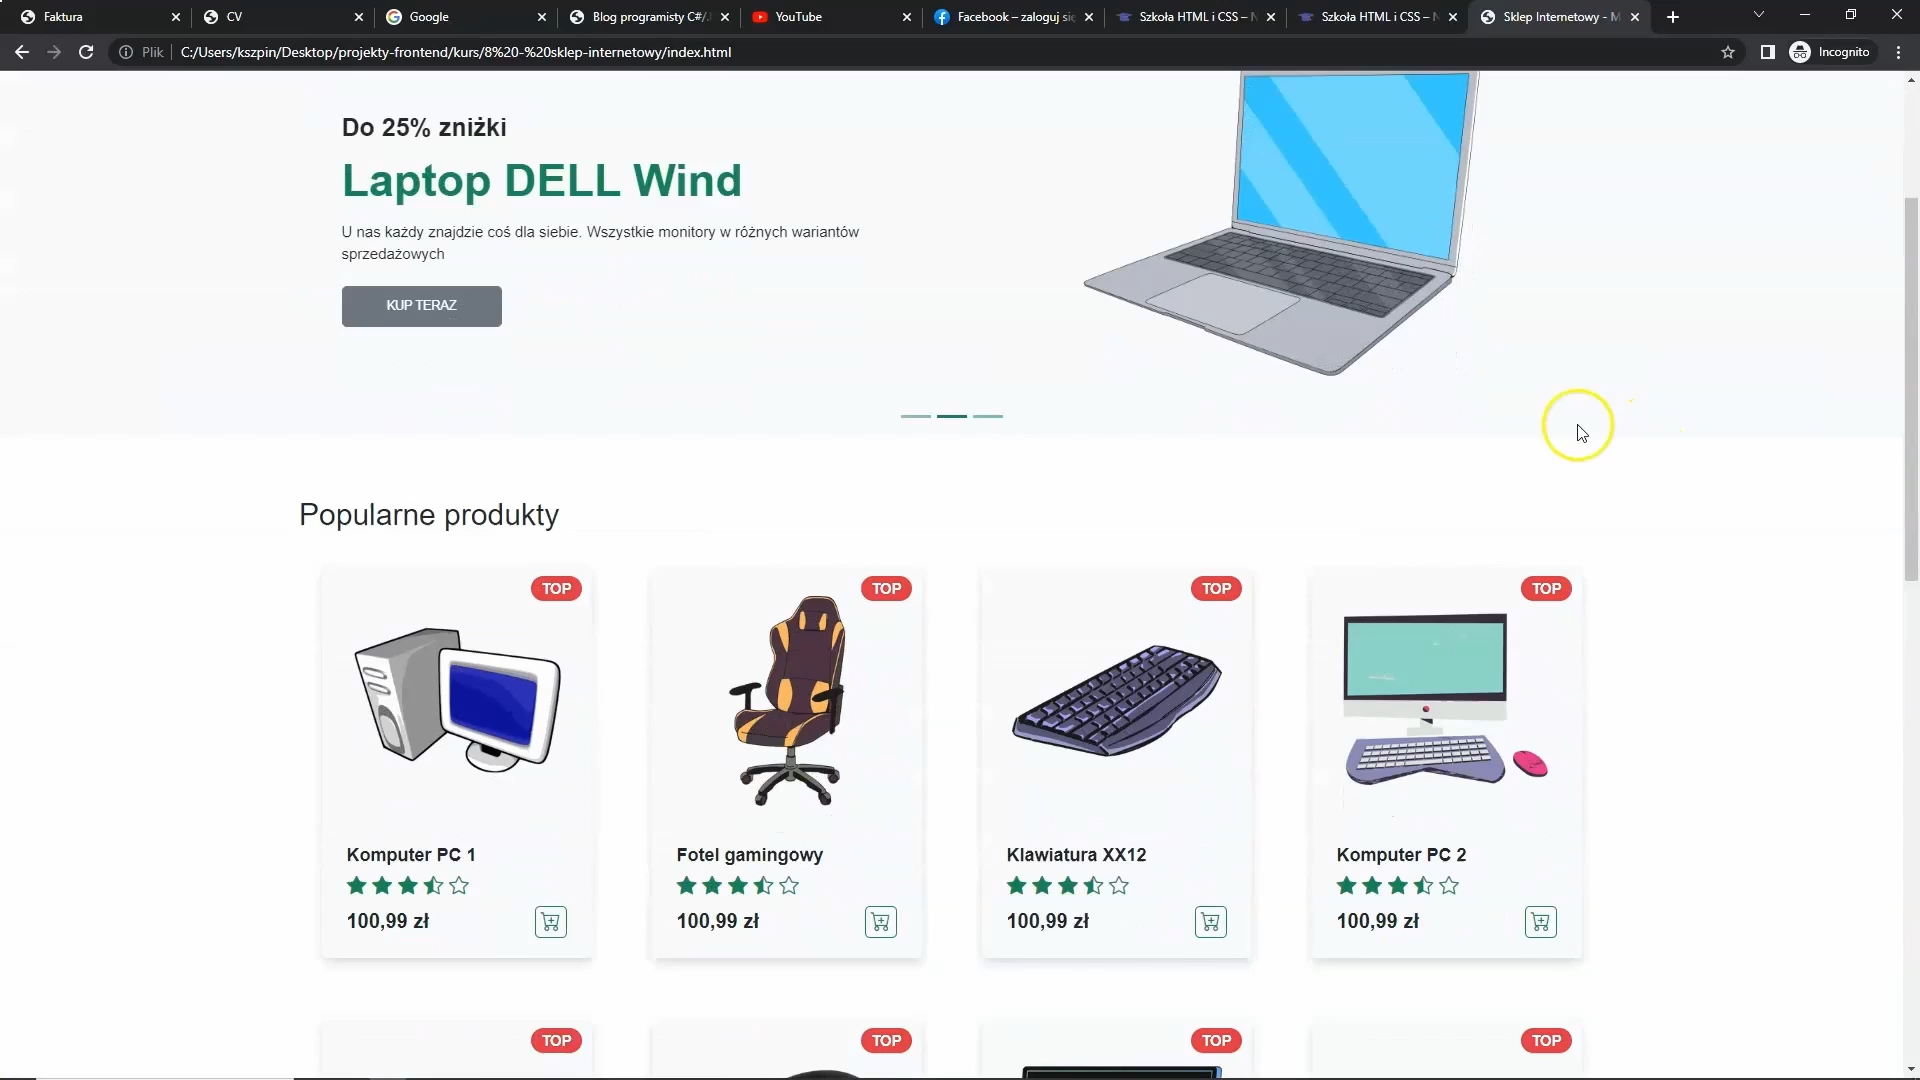 Faktura
CV
Google
Blog programisty C#/.
YouTube
Facebook – zaloguj się
Szkoła HTML i CSS – N
Szkoła HTML i CSS – N
Sklep Internetowy - M
Plik
C:/Users/kszpin/Desktop/projekty-frontend/kurs/8%20-%20sklep-internetowy/index.html
Incognito
Do 25% zniżki
Laptop DELL Wind
U nas każdy znajdzie coś dla siebie. Wszystkie monitory w różnych wariantów
sprzedażowych
KUP TERAZ
Popularne produkty
TOP
TOP
TOP
TOP
Komputer PC 1
Fotel gamingowy
Klawiatura XX12
Komputer PC 2
100,99 zł
100,99 zł
100,99 zł
100,99 zł
TOP
TOP
TOP
TOP